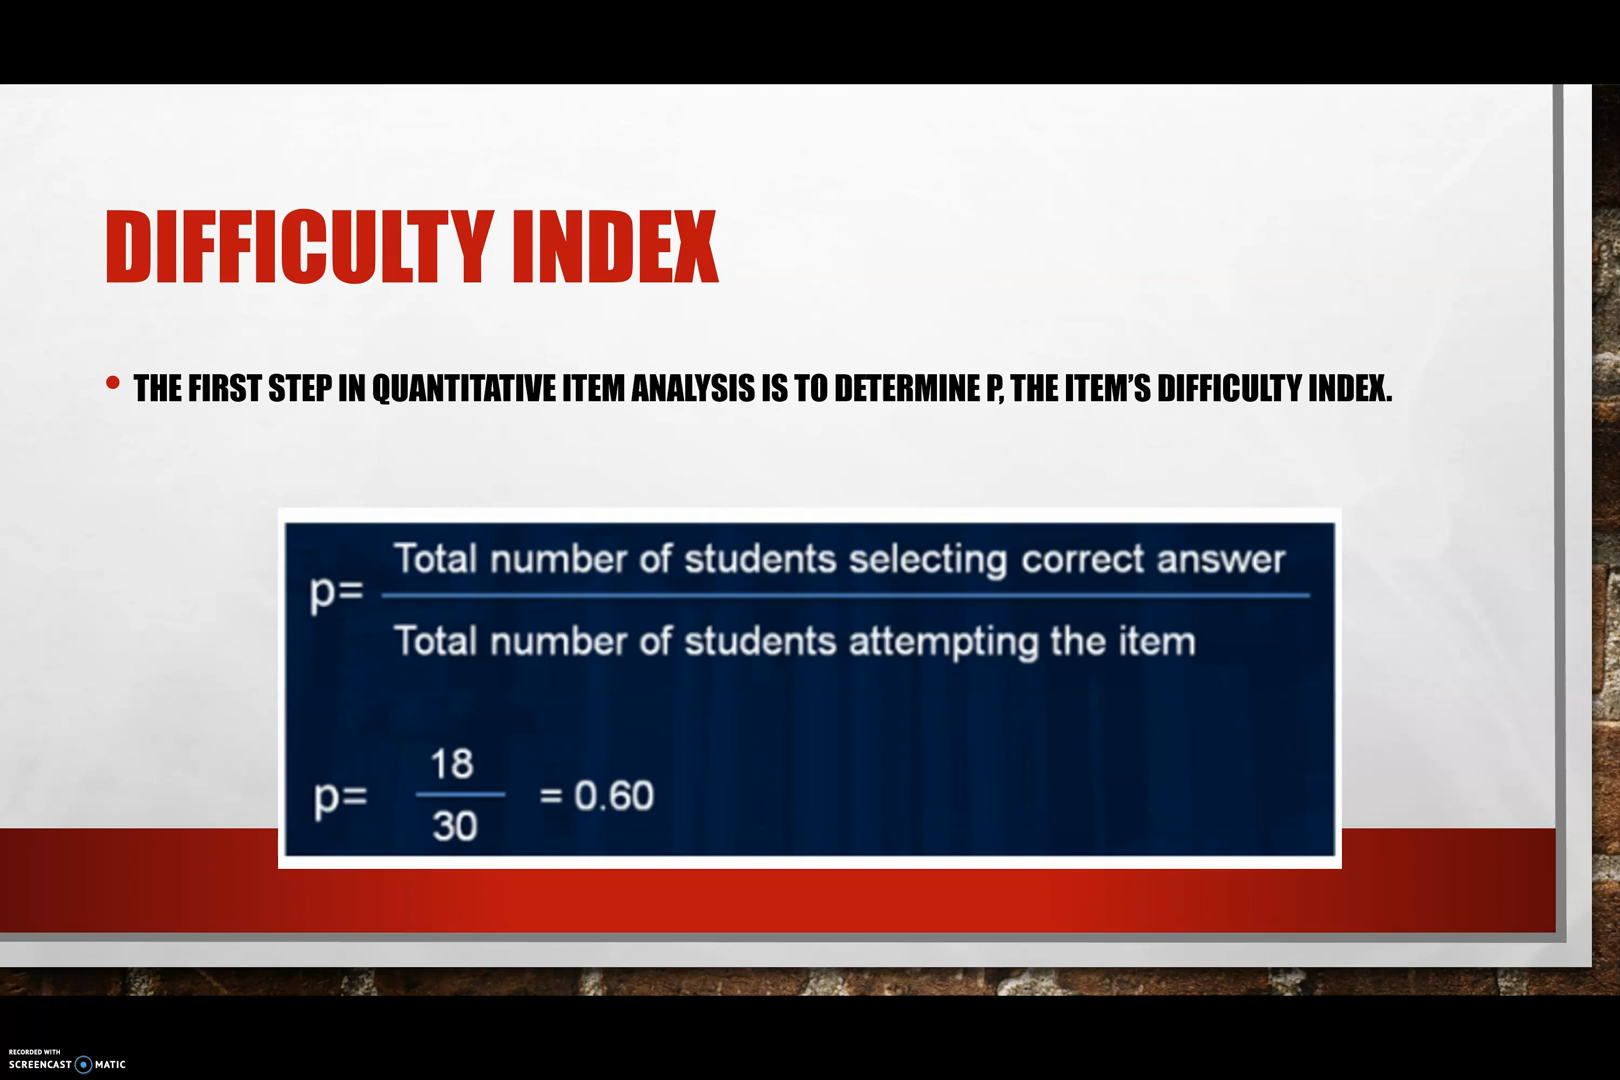 DIFFICULTY INDEX
• THE FIRST STEP IN QUANTITATIVE ITEM ANALYSIS IS TO DETERMINE P, THE ITEM’S DIFFICULTY INDEX.
Total number of students selecting correct answer
p=
Total number of students attempting the item
18
p= = 0.60
30
RECORDED WITH
SCREENCAST MATIC